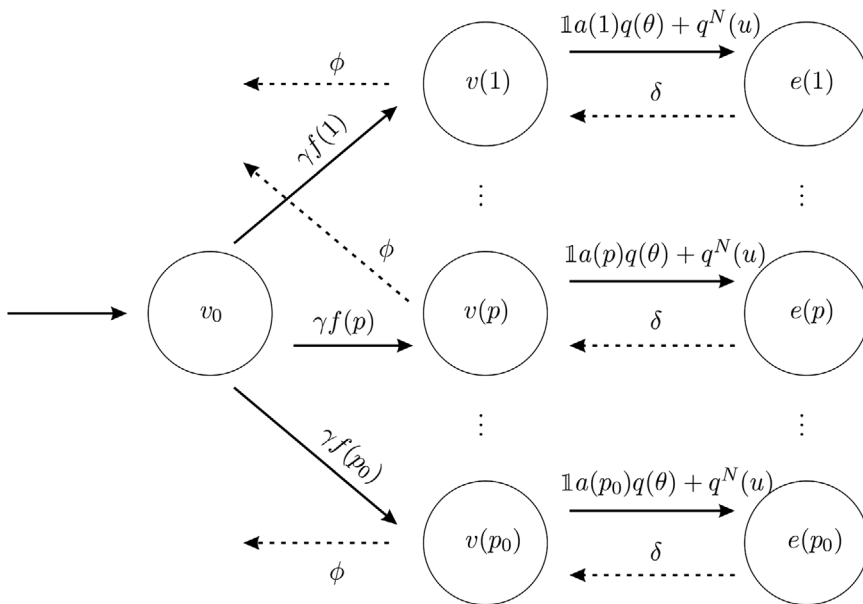 𝟙a(1)q(θ) + q^N(u)
ϕ
v(1)
e(1)
δ
γf(1)
⋮ ⋮
ϕ
𝟙a(p)q(θ) + q^N(u)
v_0
γf(p)
v(p)
e(p)
δ
⋮ ⋮
γf(p_0)
𝟙a(p_0)q(θ) + q^N(u)
v(p_0)
e(p_0)
ϕ
δ